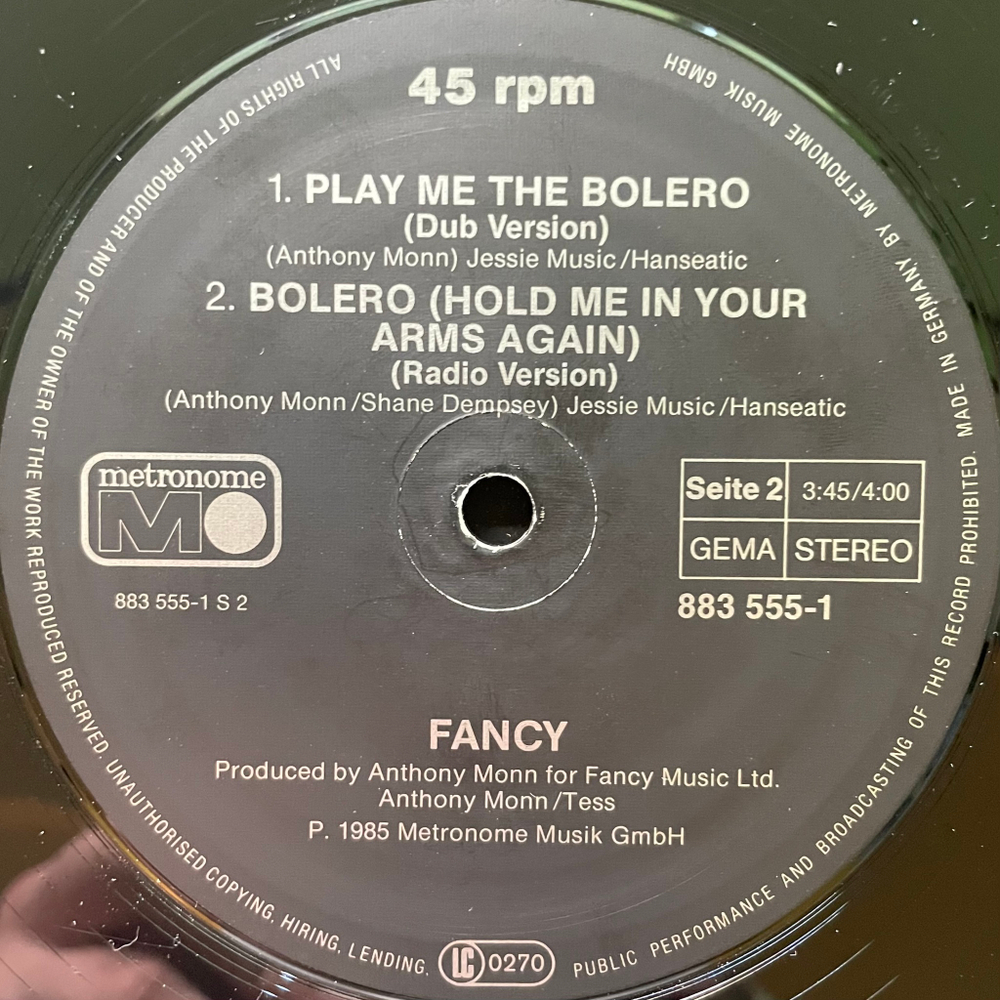 45 rpm
1. PLAY ME THE BOLERO
(Dub Version)
(Anthony Monn) Jessie Music/Hanseatic
2. BOLERO (HOLD ME IN YOUR
ARMS AGAIN)
(Radio Version)
(Anthony Monn/Shane Dempsey) Jessie Music/Hanseatic
metronome
MO
883 555-1 S 2
Seite 2 3:45/4:00
GEMA STEREO
883 555-1
FANCY
Produced by Anthony Monn for Fancy Music Ltd.
Anthony Monn/Tess
P. 1985 Metronome Musik GmbH
ALL RIGHTS OF THE PRODUCER AND OF THE OWNER OF THE WORK REPRODUCED RESERVED. UNAUTHORISED COPYING, HIRING, LENDING, PUBLIC PERFORMANCE AND BROADCASTING OF THIS RECORD PROHIBITED. MADE IN GERMANY BY METRONOME MUSIK GMBH
LC 0270